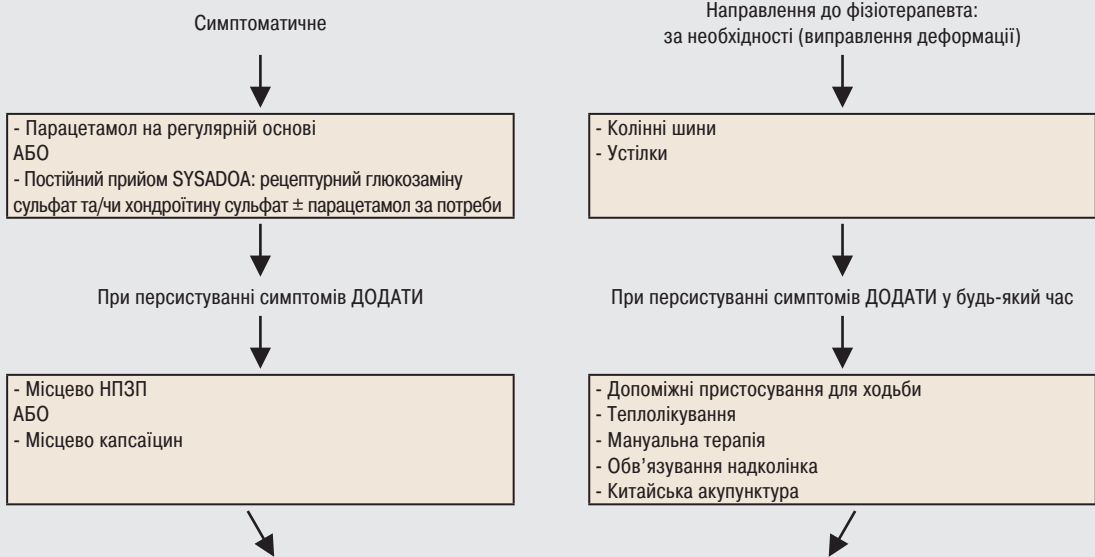 Симптоматичне
- Парацетамол на регулярній основі
АБО
- Постійний прийом SYSADOA: рецептурний глюкозаміну
сульфат та/чи хондроїтину сульфат ± парацетамол за потреби
При персистуванні симптомів ДОДАТИ
- Місцево НПЗП
АБО
- Місцево капсаїцин
Направлення до фізіотерапевта:
за необхідності (виправлення деформації)
- Колінні шини
- Устілки
При персистуванні симптомів ДОДАТИ у будь-який час
- Допоміжні пристосування для ходьби
- Теплолікування
- Мануальна терапія
- Обв’язування надколінка
- Китайська акупунктура